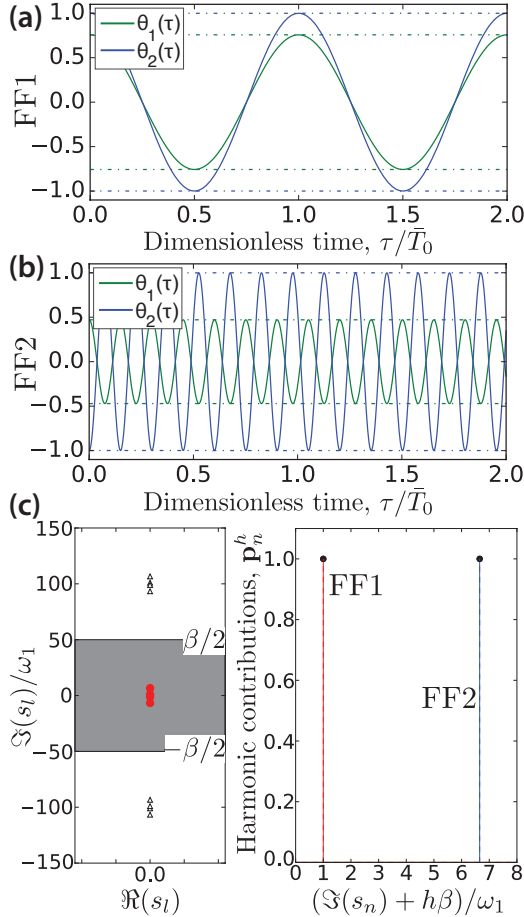 (a)
1.0
0.5
0.0
−0.5
−1.0
FF1
θ₁(τ)
θ₂(τ)
0.0 0.5 1.0 1.5 2.0
Dimensionless time, τ/T̄₀
(b)
1.0
0.5
0.0
−0.5
−1.0
FF2
θ₁(τ)
θ₂(τ)
0.0 0.5 1.0 1.5 2.0
Dimensionless time, τ/T̄₀
(c)
150
100
50
0
−50
−100
−150
ℑ(sₗ)/ω₁
β/2
−β/2
0.0
ℜ(sₗ)
Harmonic contributions, 𝐩ₙʰ
1.0
0.8
0.6
0.4
0.2
0.0
FF1
FF2
0 1 2 3 4 5 6 7 8
(ℑ(sₙ) + hβ)/ω₁